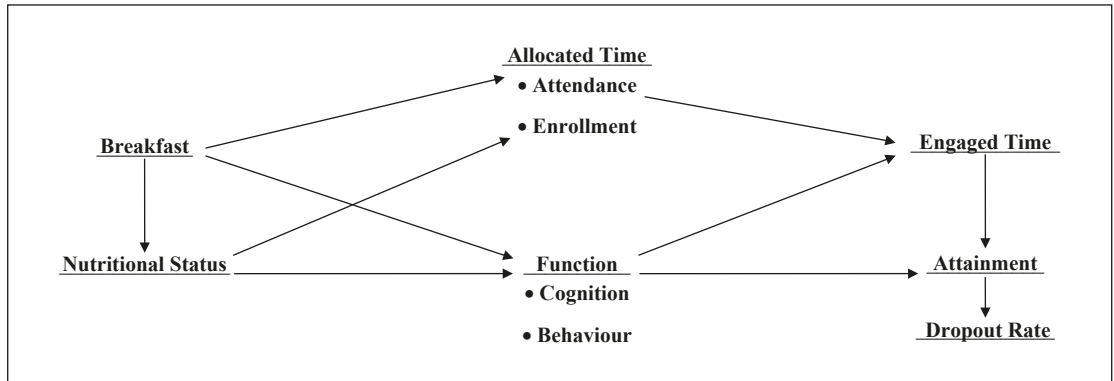 Allocated Time
• Attendance
• Enrollment
Breakfast
Engaged Time
Nutritional Status
Function
• Cognition
• Behaviour
Attainment
Dropout Rate